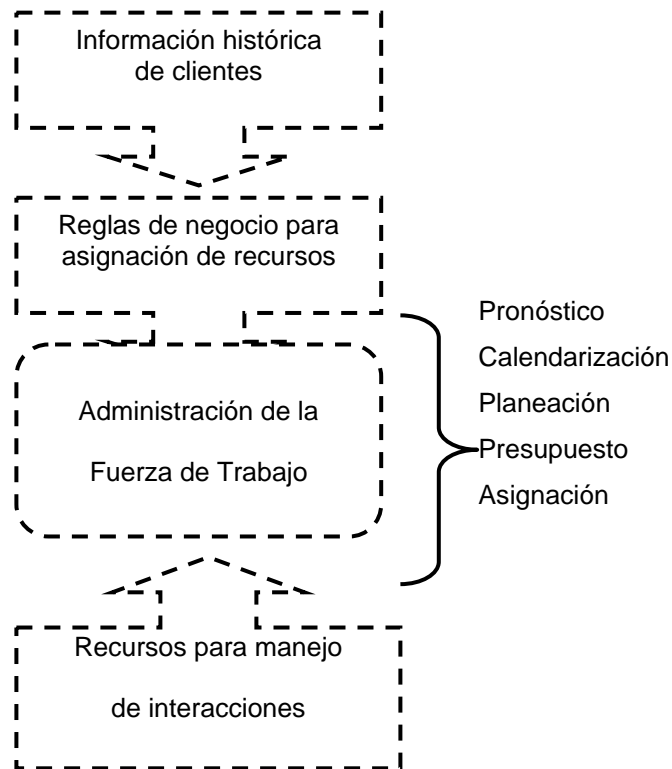 Información histórica
de clientes
Reglas de negocio para
asignación de recursos
Administración de la
Fuerza de Trabajo
Pronóstico
Calendarización
Planeación
Presupuesto
Asignación
Recursos para manejo
de interacciones